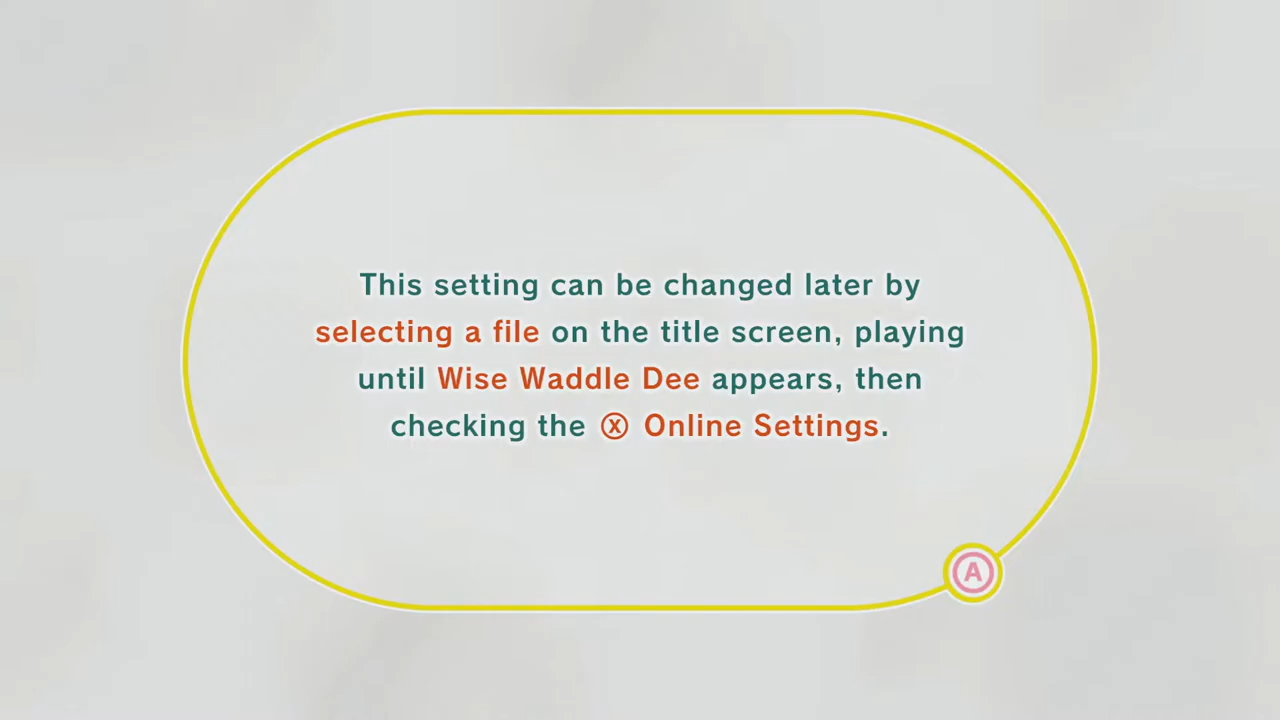 This setting can be changed later by
selecting a file on the title screen, playing
until Wise Waddle Dee appears, then
checking the Ⓧ Online Settings.
A